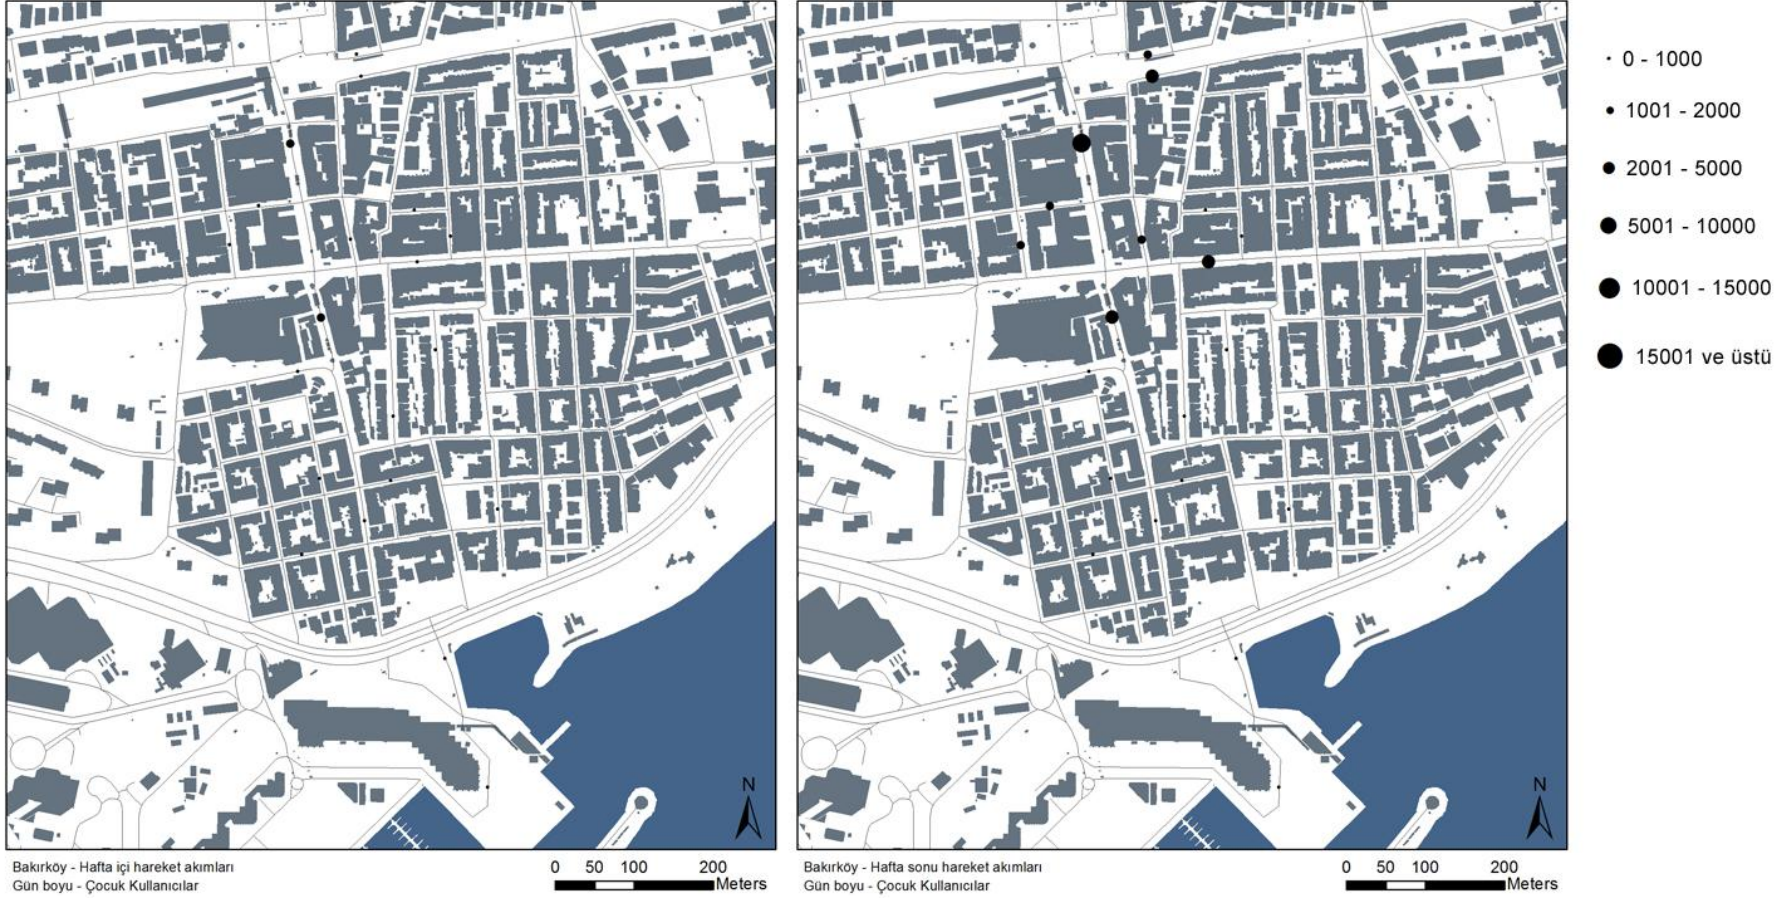 0 - 1000
1001 - 2000
2001 - 5000
5001 - 10000
10001 - 15000
15001 ve üstü
N
N
Bakırköy - Hafta içi hareket akımları
Gün boyu - Çocuk Kullanıcılar
0 50 100 200
Meters
Bakırköy - Hafta sonu hareket akımları
Gün boyu - Çocuk Kullanıcılar
0 50 100 200
Meters